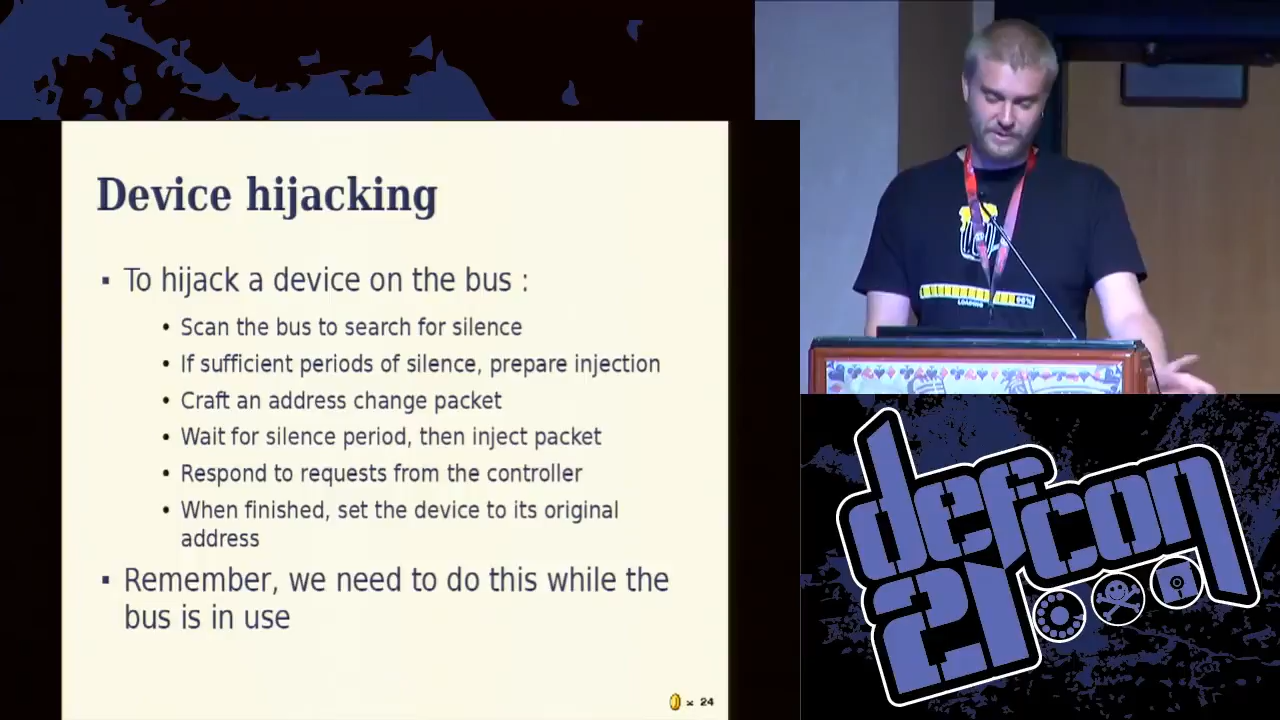 Device hijacking
▪ To hijack a device on the bus :
• Scan the bus to search for silence
• If sufficient periods of silence, prepare injection
• Craft an address change packet
• Wait for silence period, then inject packet
• Respond to requests from the controller
• When finished, set the device to its original
address
▪ Remember, we need to do this while the
bus is in use
× 24
LOADING
defcon
21